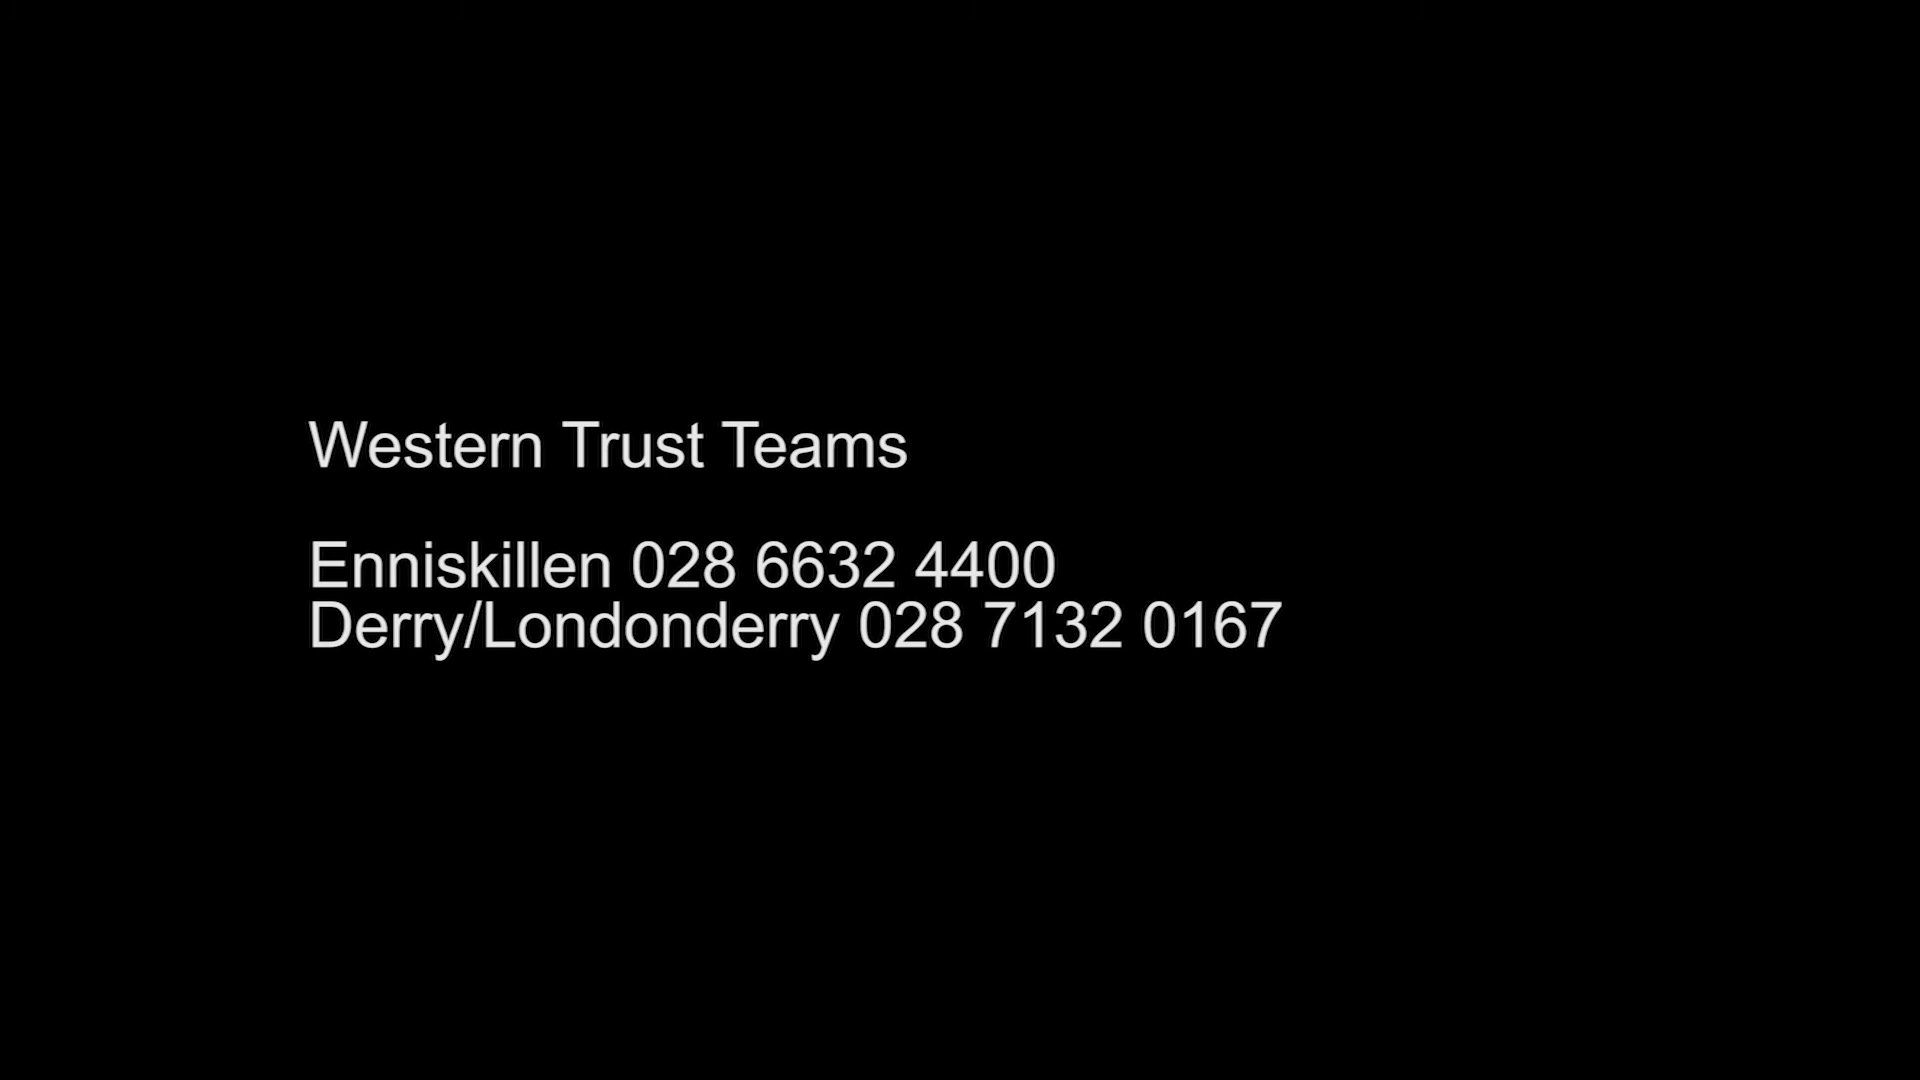 Western Trust Teams
Enniskillen 028 6632 4400
Derry/Londonderry 028 7132 0167